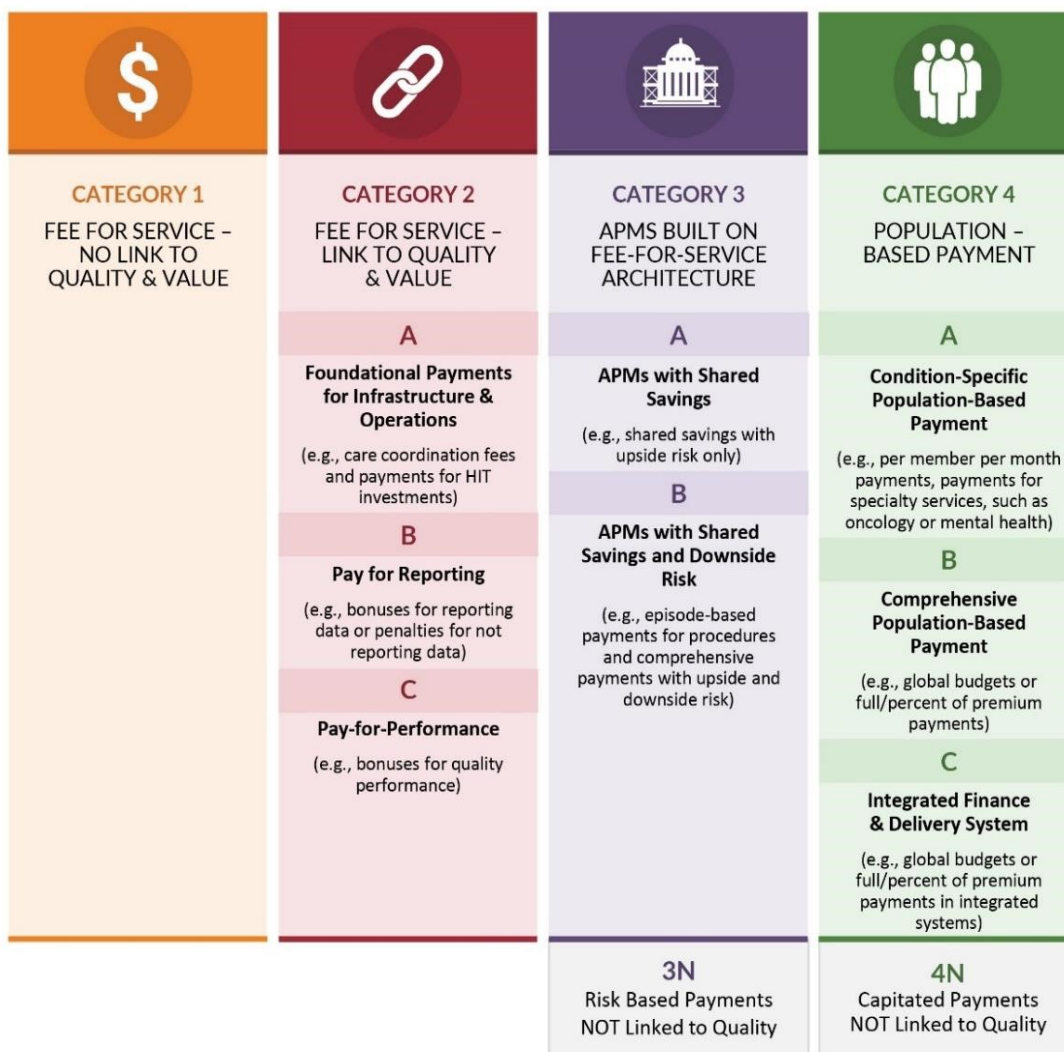 $
CATEGORY 1
FEE FOR SERVICE –
NO LINK TO
QUALITY & VALUE
CATEGORY 2
FEE FOR SERVICE –
LINK TO QUALITY
& VALUE
A
Foundational Payments
for Infrastructure &
Operations
(e.g., care coordination fees
and payments for HIT
investments)
B
Pay for Reporting
(e.g., bonuses for reporting
data or penalties for not
reporting data)
C
Pay-for-Performance
(e.g., bonuses for quality
performance)
CATEGORY 3
APMS BUILT ON
FEE-FOR-SERVICE
ARCHITECTURE
A
APMs with Shared
Savings
(e.g., shared savings with
upside risk only)
B
APMs with Shared
Savings and Downside
Risk
(e.g., episode-based
payments for procedures
and comprehensive
payments with upside and
downside risk)
3N
Risk Based Payments
NOT Linked to Quality
CATEGORY 4
POPULATION –
BASED PAYMENT
A
Condition-Specific
Population-Based
Payment
(e.g., per member per month
payments, payments for
specialty services, such as
oncology or mental health)
B
Comprehensive
Population-Based
Payment
(e.g., global budgets or
full/percent of premium
payments)
C
Integrated Finance
& Delivery System
(e.g., global budgets or
full/percent of premium
payments in integrated
systems)
4N
Capitated Payments
NOT Linked to Quality